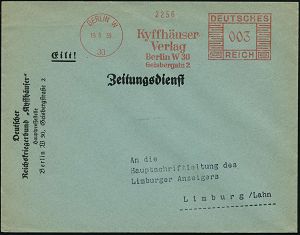 2256
BERLIN W
30
Kyffhäuser
Verlag
Berlin W 30
Geisbergstr. 2
DEUTSCHES
003
REICH
Eilt!
Zeitungsdienst
Deutscher
Reichskriegerbund „Kyffhäuser“
Hauptpressestelle
Berlin W 30, Geisbergstraße 2
An die
Hauptschriftleitung des
Limburger Anzeigers
Limburg/Lahn